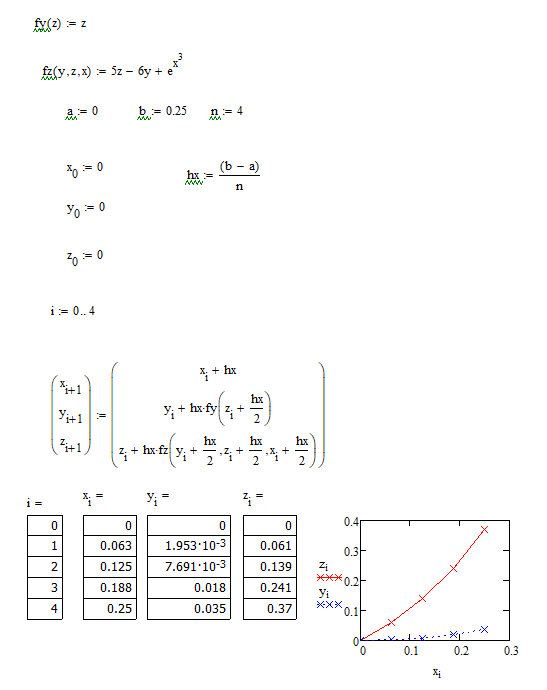 fy(z) := z
fz(y,z,x) := 5z − 6y + e^x^3
a := 0 b := 0.25 n := 4
x0 := 0
hx := (b − a)/n
y0 := 0
z0 := 0
i := 0.. 4
(xi+1 yi+1 zi+1) :=
xi + hx
yi + hx·fy(zi + hx/2)
zi + hx·fz(yi + hx/2, zi + hx/2, xi + hx/2)
i = xi = yi = zi =
0 0 0 0
1 0.063 1.953·10-3 0.061
2 0.125 7.691·10-3 0.139
3 0.188 0.018 0.241
4 0.25 0.035 0.37
0.4
0.3
0.2
0.1
0
zi
yi
0 0.1 0.2 0.3
xi